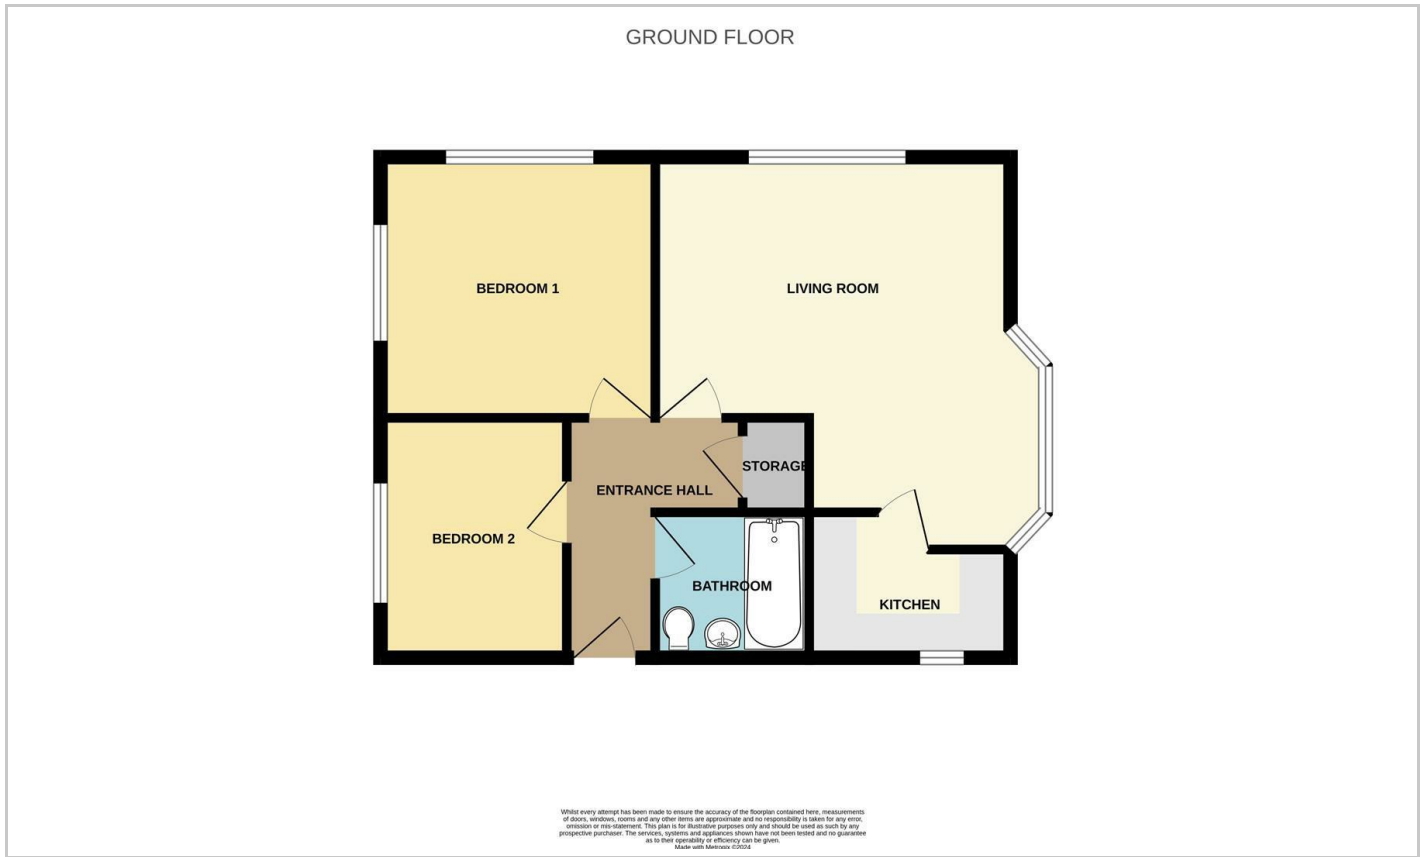 GROUND FLOOR
BEDROOM 1
LIVING ROOM
STORAGE
ENTRANCE HALL
BEDROOM 2
BATHROOM
KITCHEN
Whilst every attempt has been made to ensure the accuracy of the floorplan contained here, measurements
of doors, windows, rooms and any other items are approximate and no responsibility is taken for any error,
omission or mis-statement. This plan is for illustrative purposes only and should be used as such by any
prospective purchaser. The services, systems and appliances shown have not been tested and no guarantee
as to their operability or efficiency can be given.
Made with Metropix ©2024